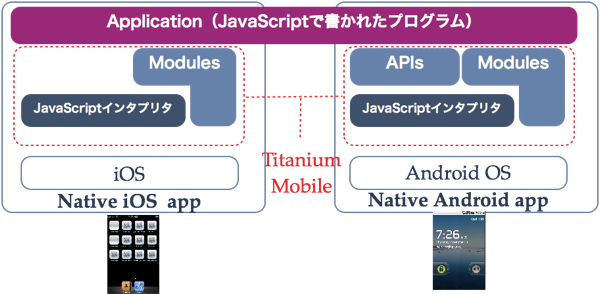 Application（JavaScriptで書かれたプログラム）
Modules
JavaScriptインタプリタ
APIs
Modules
JavaScriptインタプリタ
Titanium
Mobile
iOS
Native iOS app
Android OS
Native Android app
7:26